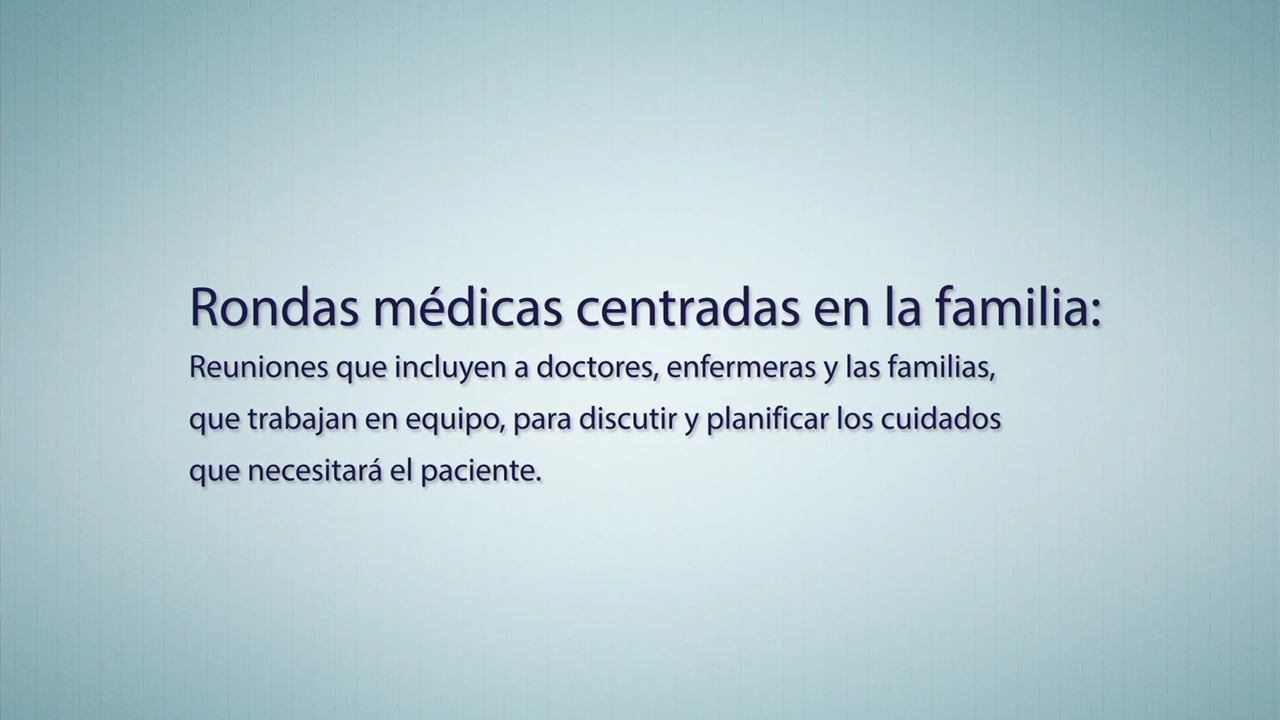 Rondas médicas centradas en la familia:
Reuniones que incluyen a doctores, enfermeras y las familias,
que trabajan en equipo, para discutir y planificar los cuidados
que necesitará el paciente.